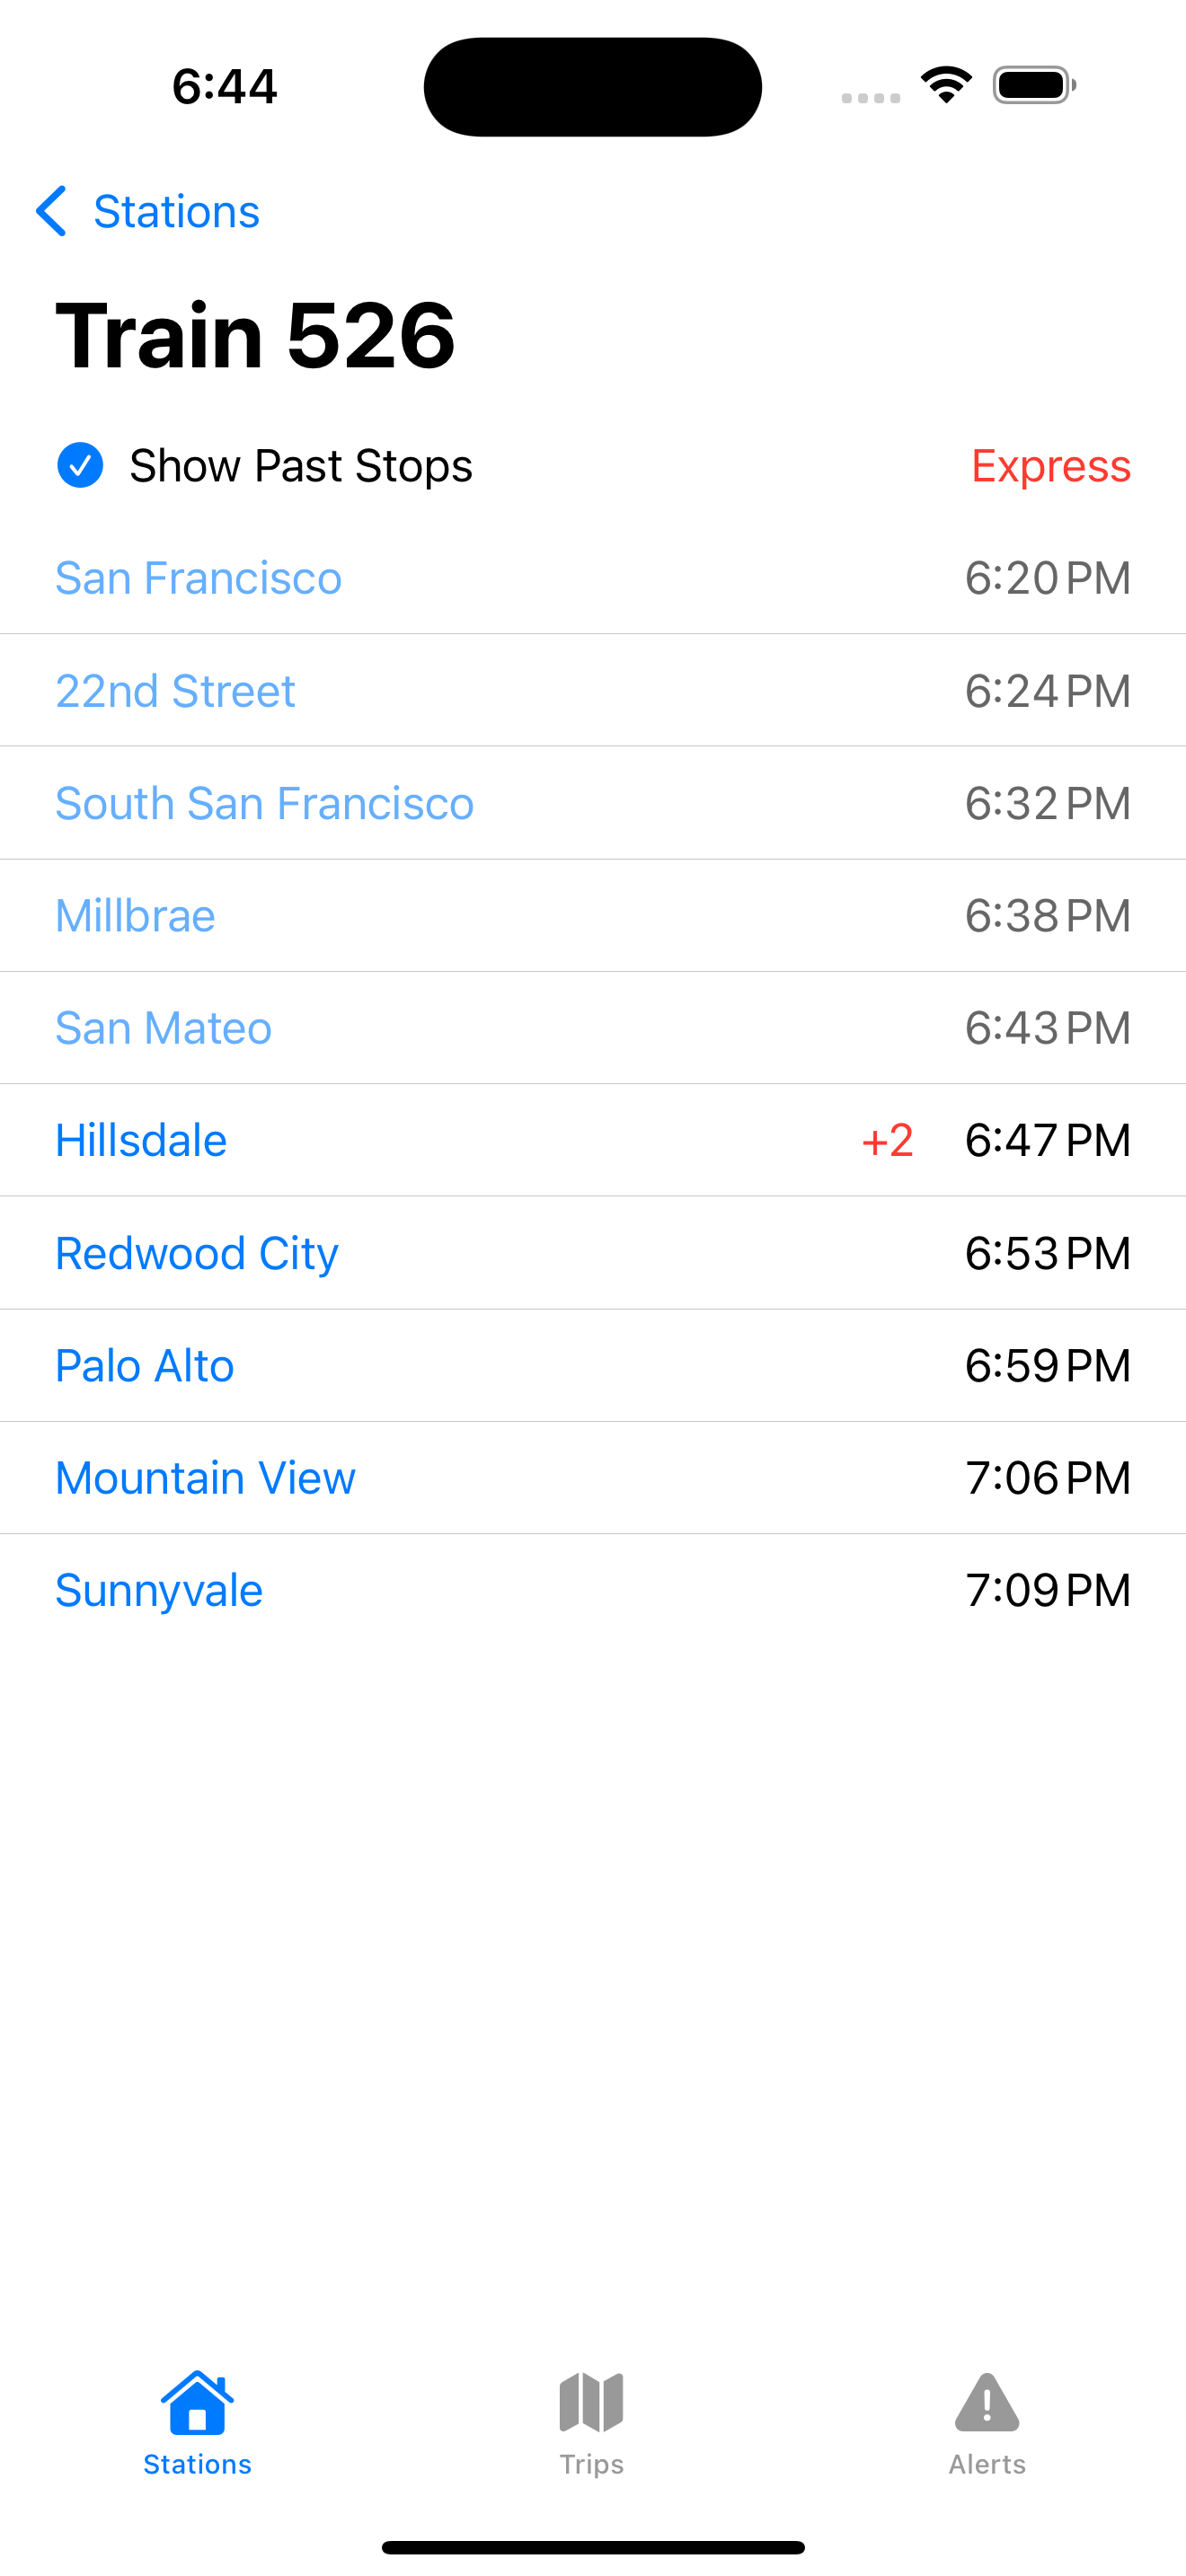 6:44
Stations
Train 526
Show Past Stops Express
San Francisco 6:20 PM
22nd Street 6:24 PM
South San Francisco 6:32 PM
Millbrae 6:38 PM
San Mateo 6:43 PM
Hillsdale +2 6:47 PM
Redwood City 6:53 PM
Palo Alto 6:59 PM
Mountain View 7:06 PM
Sunnyvale 7:09 PM
Stations Trips Alerts